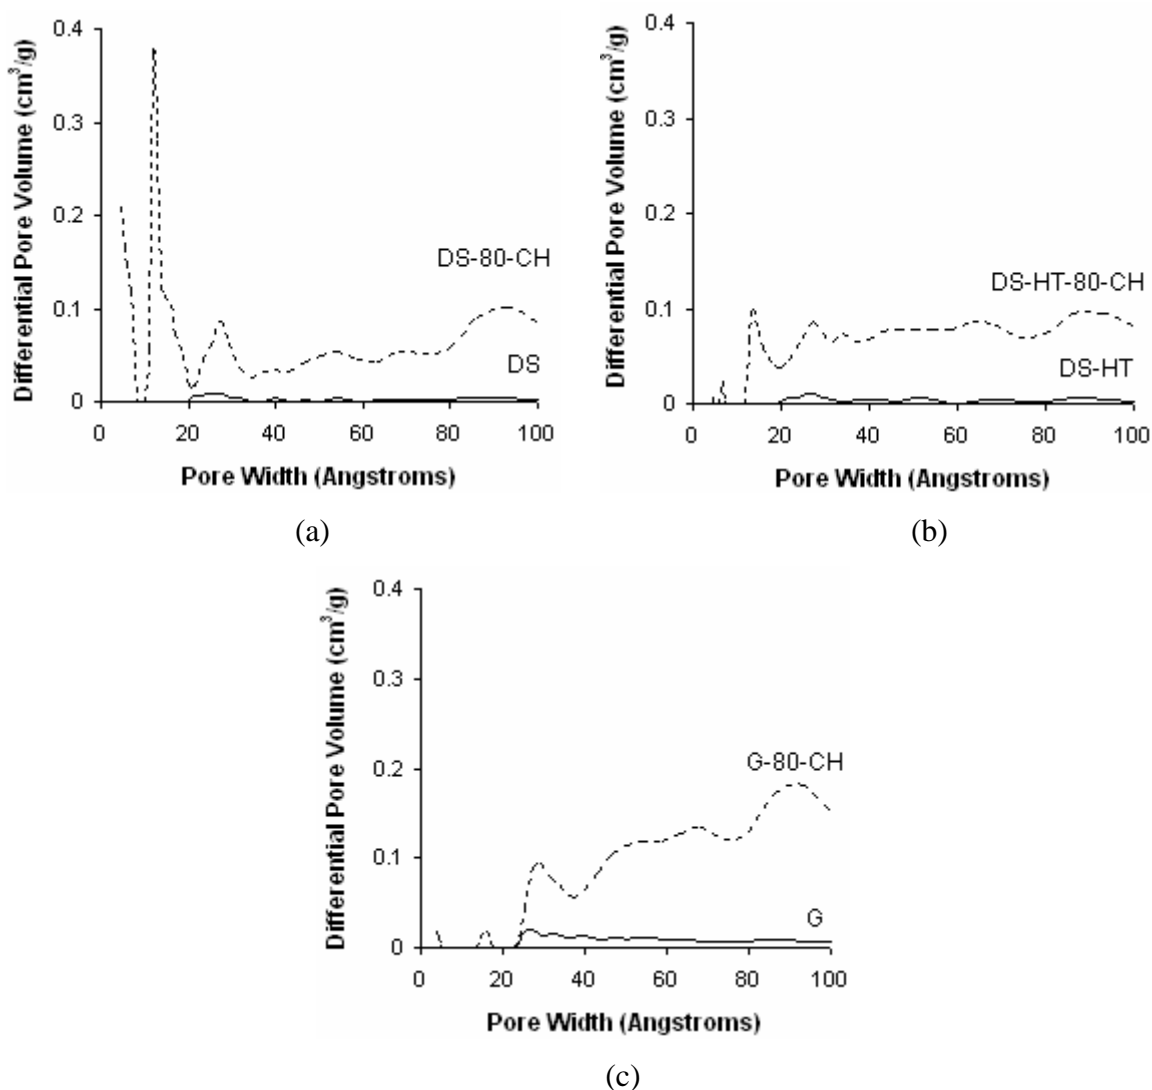 Differential Pore Volume (cm³/g)
0.4
0.3
0.2
0.1
0
DS-80-CH
DS
0 20 40 60 80 100
Pore Width (Angstroms)
(a)
Differential Pore Volume (cm³/g)
0.4
0.3
0.2
0.1
0
DS-HT-80-CH
DS-HT
0 20 40 60 80 100
Pore Width (Angstroms)
(b)
Differential Pore Volume (cm³/g)
0.4
0.3
0.2
0.1
0
G-80-CH
G
0 20 40 60 80 100
Pore Width (Angstroms)
(c)